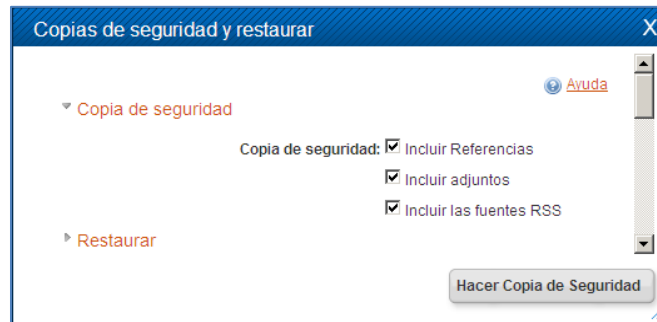 Copias de seguridad y restaurar X
Ayuda
Copia de seguridad
Copia de seguridad: Incluir Referencias
Incluir adjuntos
Incluir las fuentes RSS
Restaurar
Hacer Copia de Seguridad